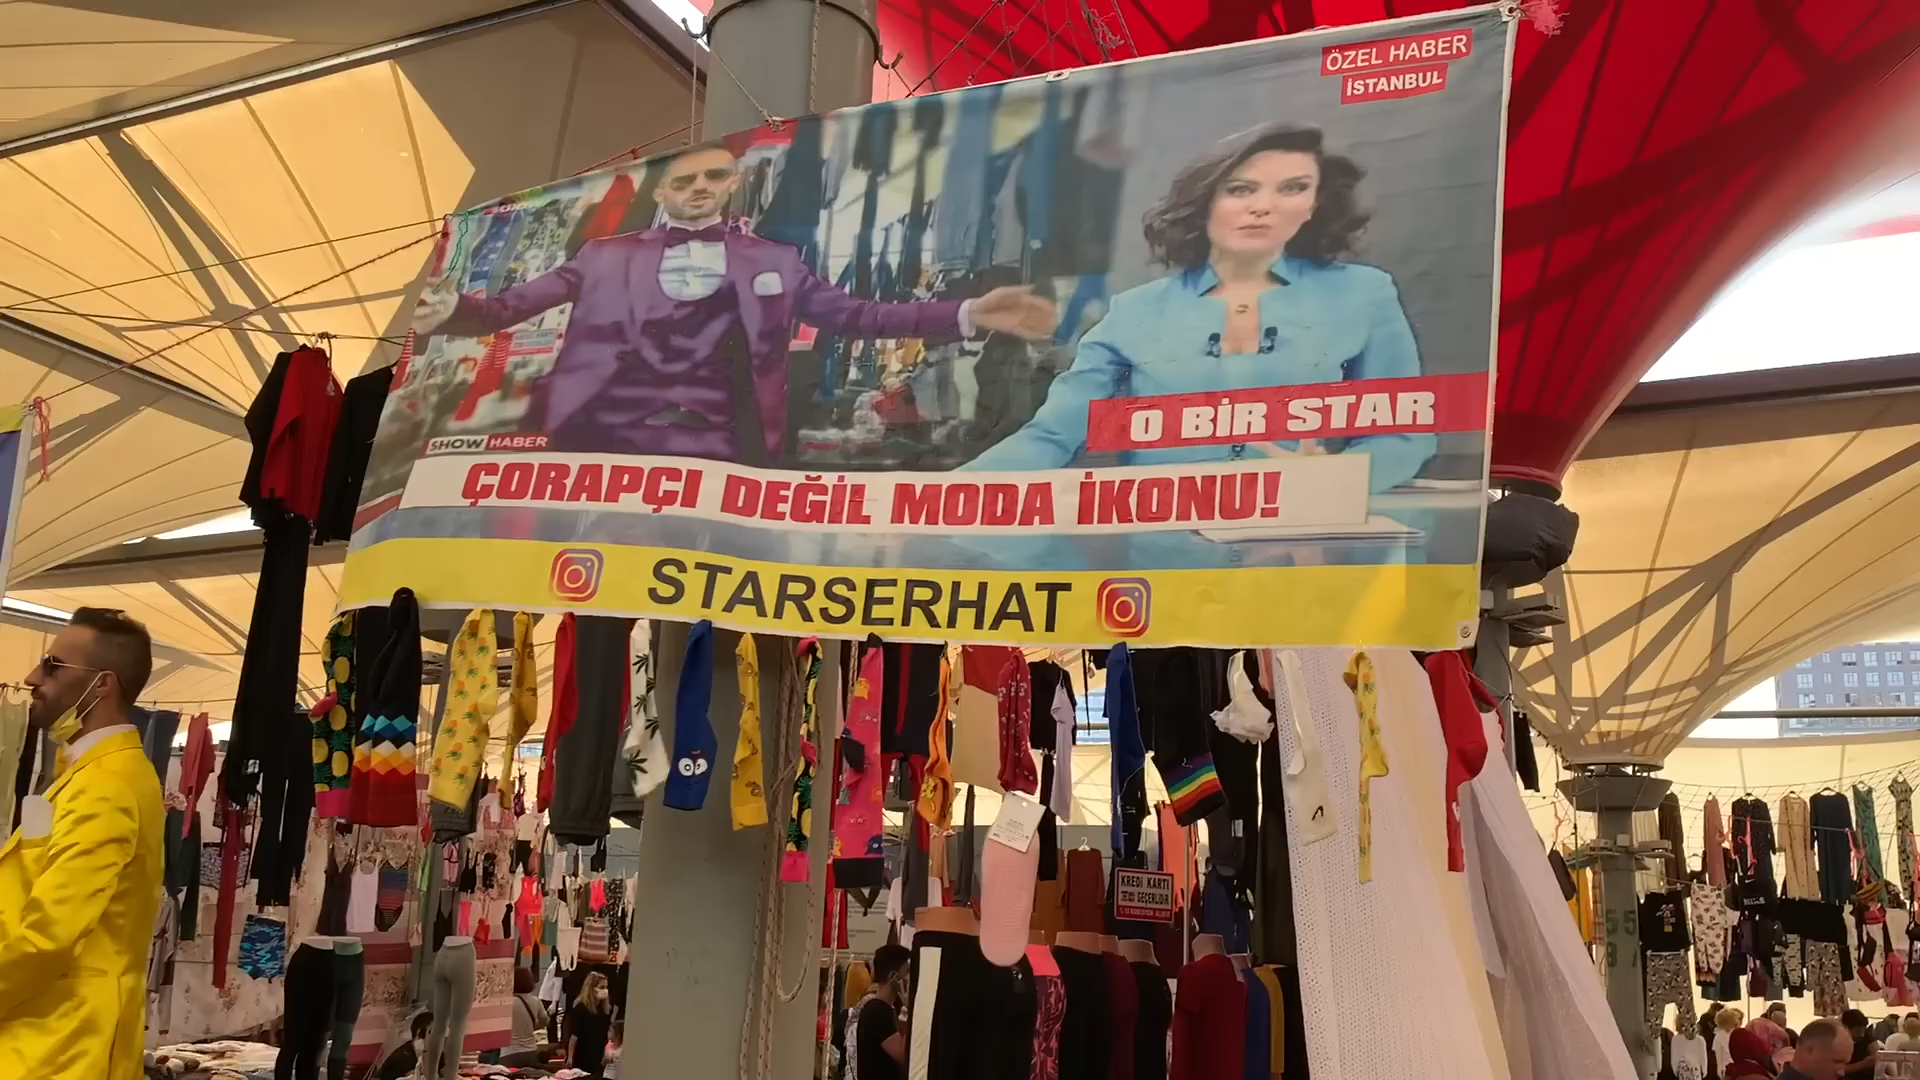 ÖZEL HABER
İSTANBUL
O BİR STAR
SHOW HABER
ÇORAPÇI DEĞİL MODA İKONU!
STARSERHAT
KREDİ KARTI
GEÇERLİDİR